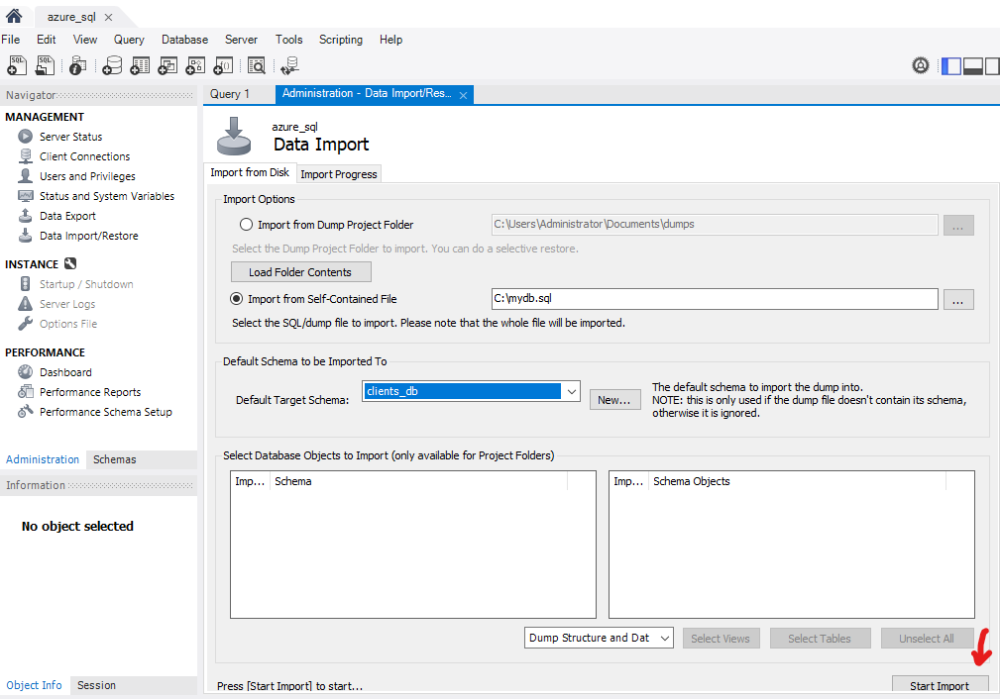 azure_sql
File Edit View Query Database Server Tools Scripting Help
SQL SQL
Navigator
MANAGEMENT
Server Status
Client Connections
Users and Privileges
Status and System Variables
Data Export
Data Import/Restore
INSTANCE
Startup / Shutdown
Server Logs
Options File
PERFORMANCE
Dashboard
Performance Reports
Performance Schema Setup
Administration Schemas
Information
No object selected
Object Info Session
Query 1 Administration - Data Import/Res...
azure_sql
Data Import
Import from Disk Import Progress
Import Options
Import from Dump Project Folder C:\Users\Administrator\Documents\dumps ...
Select the Dump Project Folder to import. You can do a selective restore.
Load Folder Contents
Import from Self-Contained File C:\mydb.sql ...
Select the SQL/dump file to import. Please note that the whole file will be imported.
Default Schema to be Imported To
Default Target Schema: clients_db New...
The default schema to import the dump into.
NOTE: this is only used if the dump file doesn't contain its schema,
otherwise it is ignored.
Select Database Objects to Import (only available for Project Folders)
Imp... Schema Imp... Schema Objects
Dump Structure and Dat Select Views Select Tables Unselect All
Press [Start Import] to start... Start Import